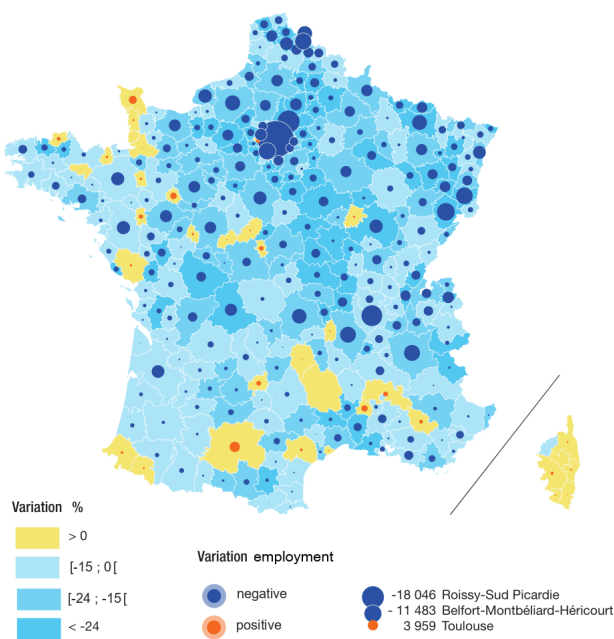 Variation %
> 0
[-15 ; 0[
[-24 ; -15[
< -24
Variation employment
negative
positive
-18 046 Roissy-Sud Picardie
- 11 483 Belfort-Montbéliard-Héricourt
3 959 Toulouse